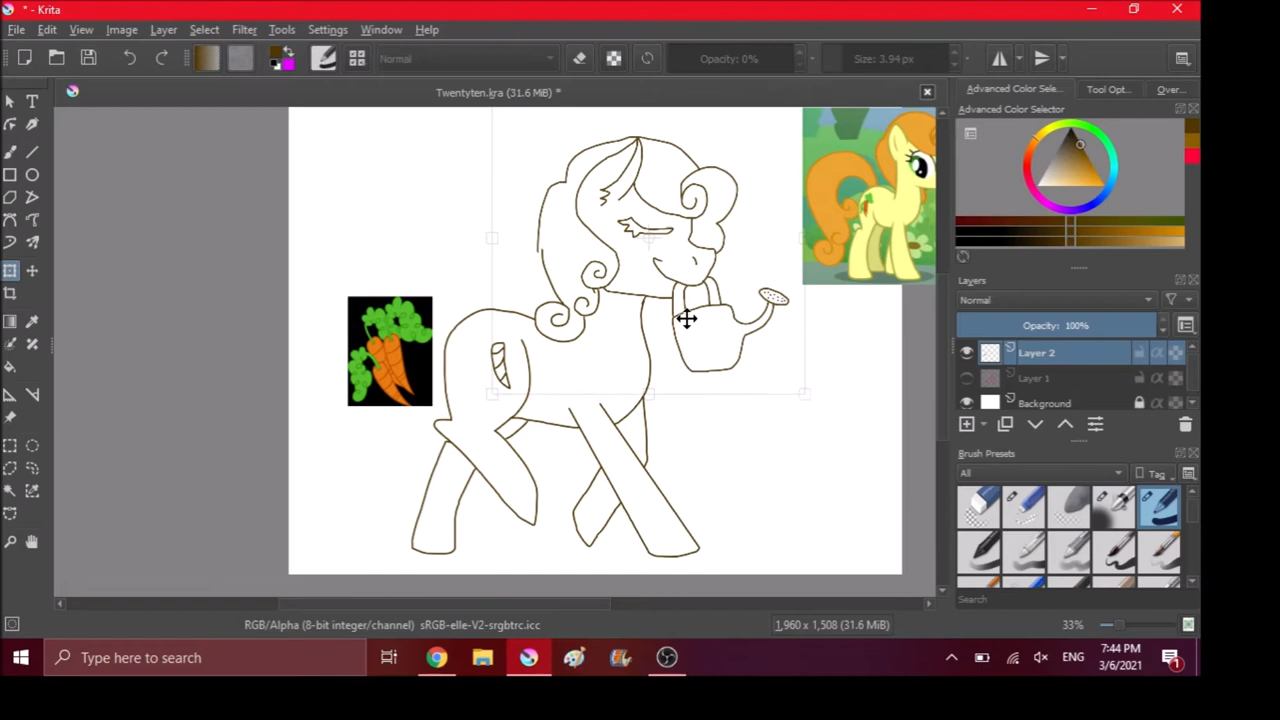 * - Krita
File Edit View Image Layer Filter Select Tools Settings Window Help
Normal Opacity: 0% Size: 3.94 px
Twentyten.kra (31.6 MiB) *
Advanced Color Sele... Tool Opt... Over...
Advanced Color Selector
Layers
Normal
Opacity: 100%
Layer 2
Layer 1
Background
Brush Presets
All Tag
Search
RGB/Alpha (8-bit integer/channel) sRGB-elle-V2-srgbtrc.icc 1,960 x 1,508 (31.6 MiB) 33%
Type here to search
ENG
7:44 PM
3/6/2021
1